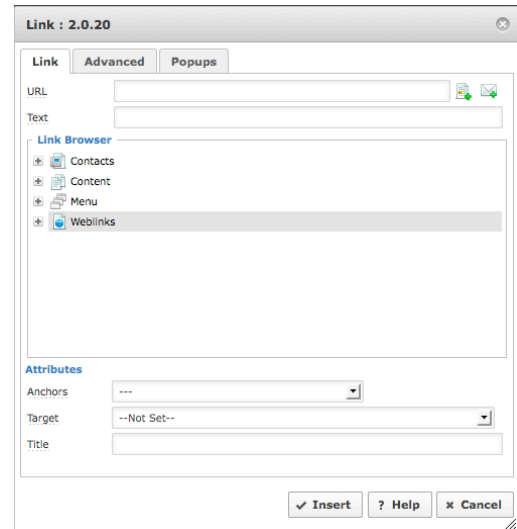 Link : 2.0.20
Link Advanced Popups
URL
Text
Link Browser
Contacts
Content
Menu
Weblinks
Attributes
Anchors ---
Target --Not Set--
Title
Insert ? Help Cancel